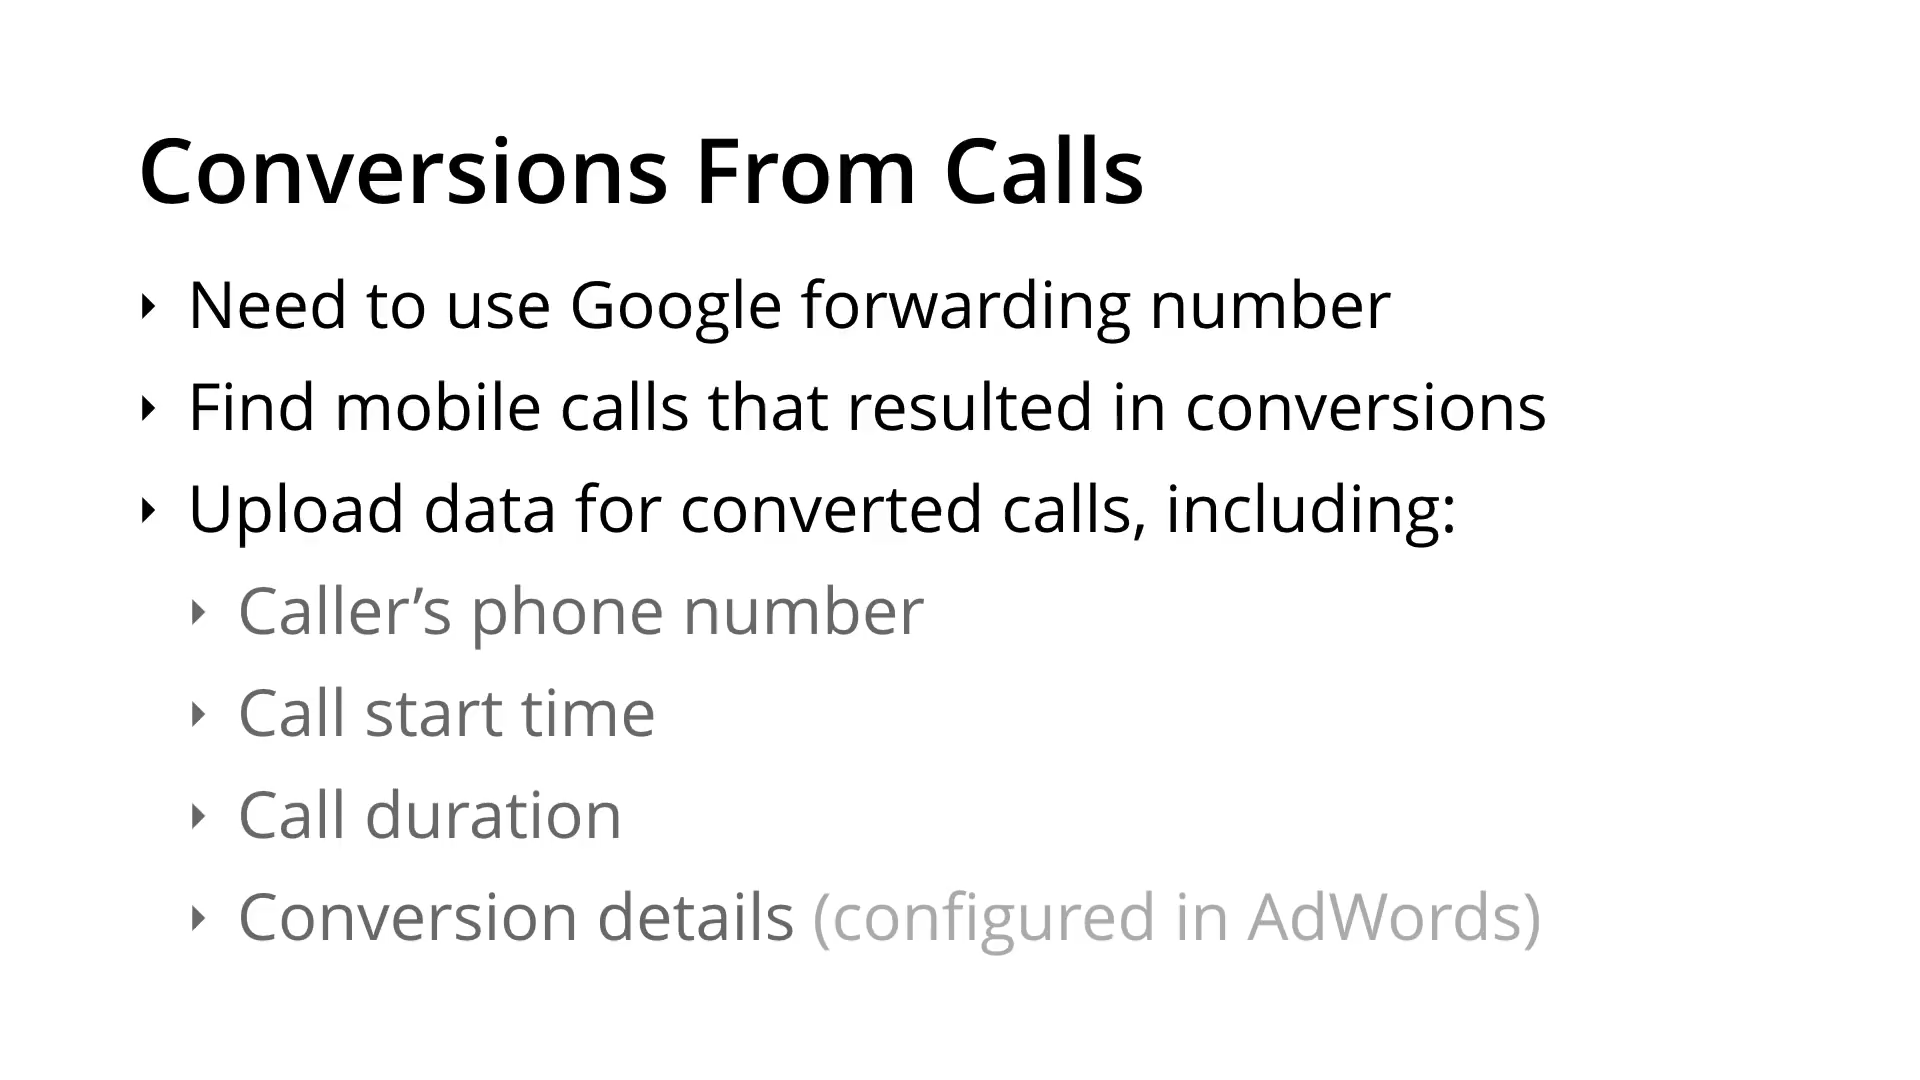 Conversions From Calls
‣ Need to use Google forwarding number
‣ Find mobile calls that resulted in conversions
‣ Upload data for converted calls, including:
‣ Caller’s phone number
‣ Call start time
‣ Call duration
‣ Conversion details (configured in AdWords)